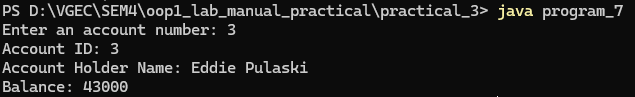 PS D:\VGEC\SEM4\oop1_lab_manual_practical\practical_3> java program_7
Enter an account number: 3
Account ID: 3
Account Holder Name: Eddie Pulaski
Balance: 43000